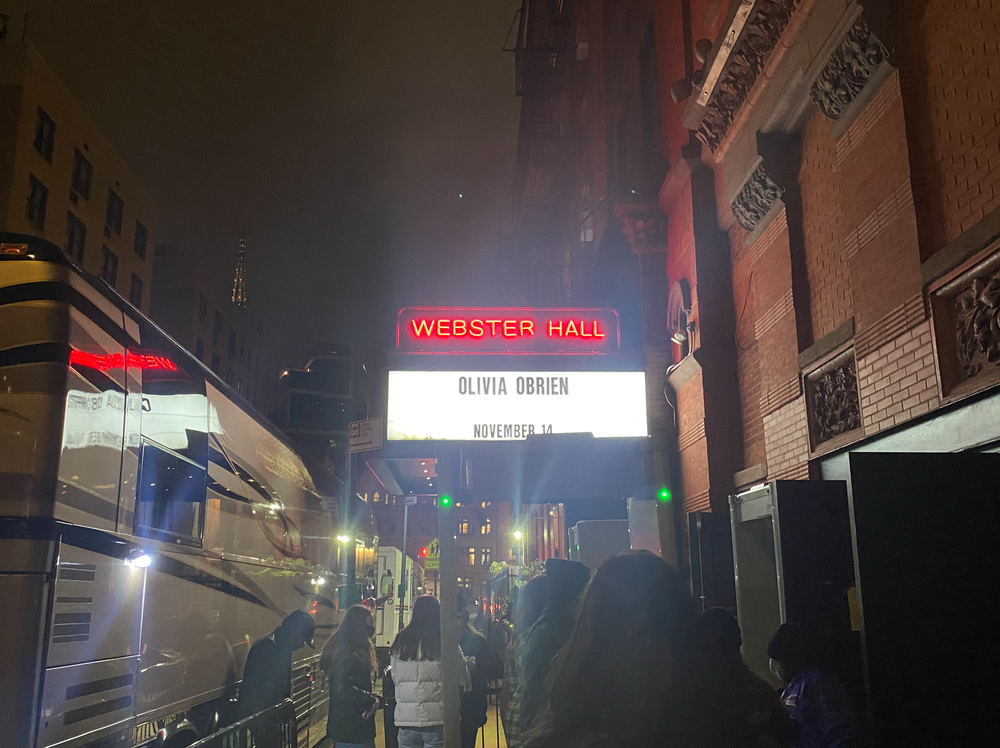 WEBSTER HALL
OLIVIA OBRIEN
NOVEMBER 14